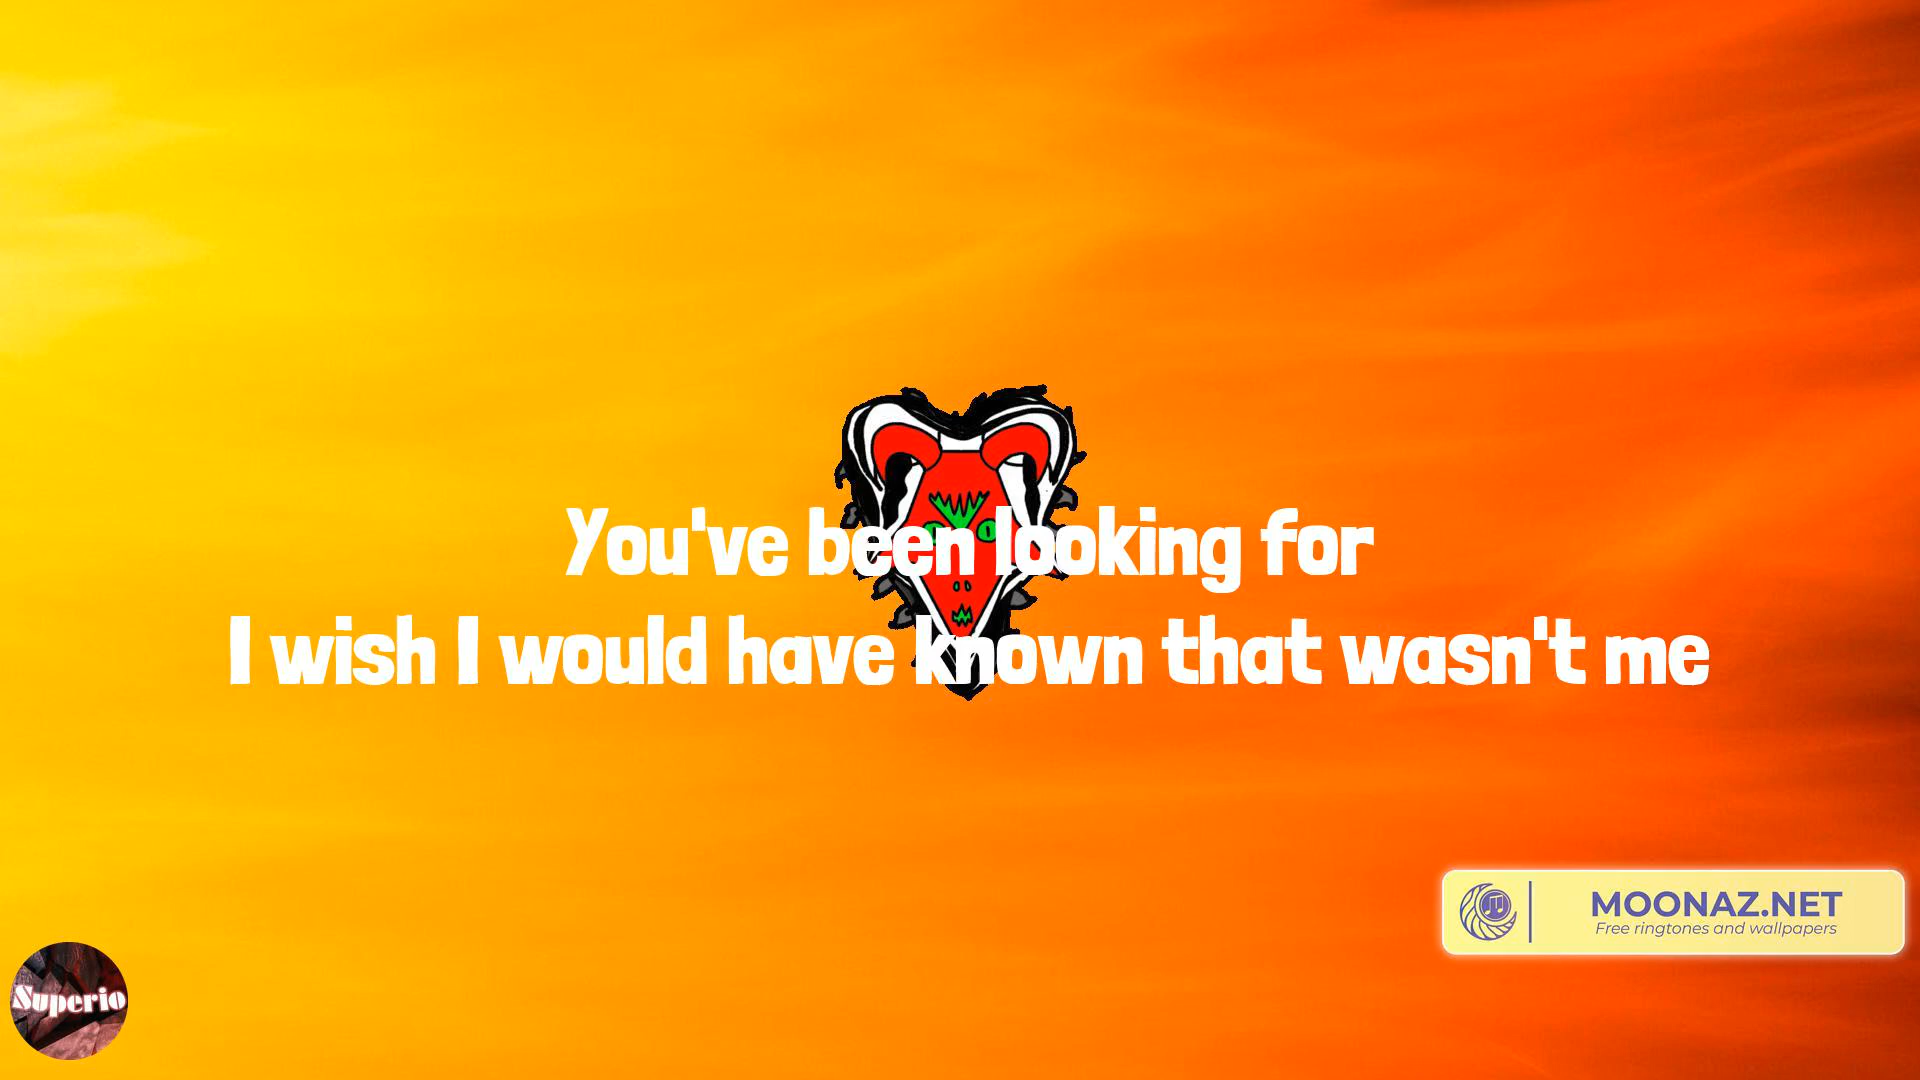 You've been looking for
I wish I would have known that wasn't me
MOONAZ.NET
Free ringtones and wallpapers
Superio